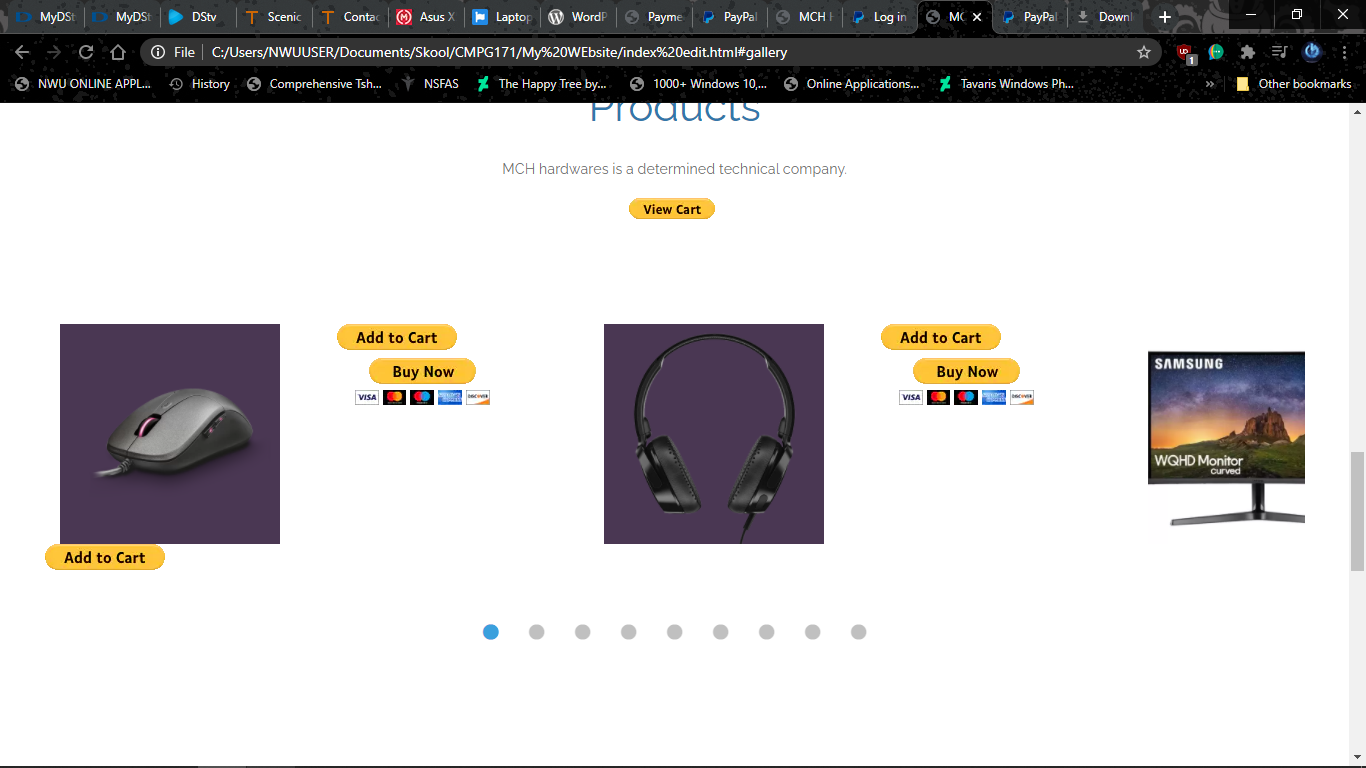 MyDSt
MyDSt
DStv
Scenic
Contac
Asus X
Laptop
WordP
Payme
PayPal
MCH H
Log in
MC
PayPal
Downl
File
C:/Users/NWUUSER/Documents/Skool/CMPG171/My%20WEbsite/index%20edit.html#gallery
1
NWU ONLINE APPL...
History
Comprehensive Tsh...
NSFAS
The Happy Tree by...
1000+ Windows 10,...
Online Applications...
Tavaris Windows Ph...
»
Other bookmarks
Products
MCH hardwares is a determined technical company.
View Cart
Add to Cart
Buy Now
VISA
DISCOVER
Add to Cart
Add to Cart
Buy Now
VISA
DISCOVER
SAMSUNG
WQHD Monitor
curved